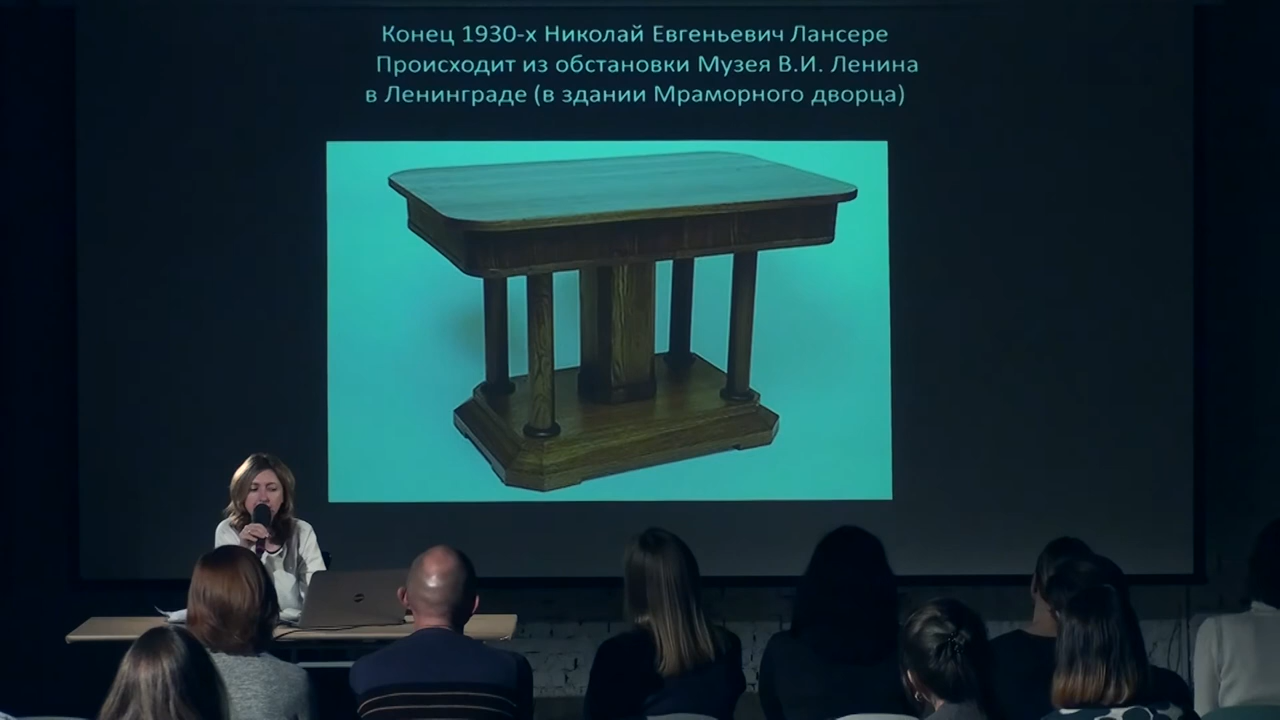 Конец 1930-х Николай Евгеньевич Лансере
Происходит из обстановки Музея В.И. Ленина
в Ленинграде (в здании Мраморного дворца)